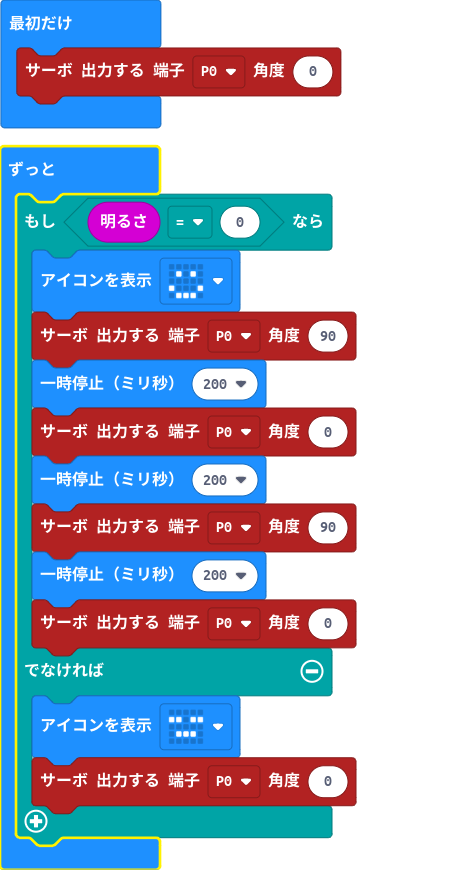 最初だけ
サーボ 出力する 端子 P0 角度 0
ずっと
もし 明るさ = 0 なら
アイコンを表示
サーボ 出力する 端子 P0 角度 90
一時停止（ミリ秒） 200
サーボ 出力する 端子 P0 角度 0
一時停止（ミリ秒） 200
サーボ 出力する 端子 P0 角度 90
一時停止（ミリ秒） 200
サーボ 出力する 端子 P0 角度 0
でなければ
アイコンを表示
サーボ 出力する 端子 P0 角度 0